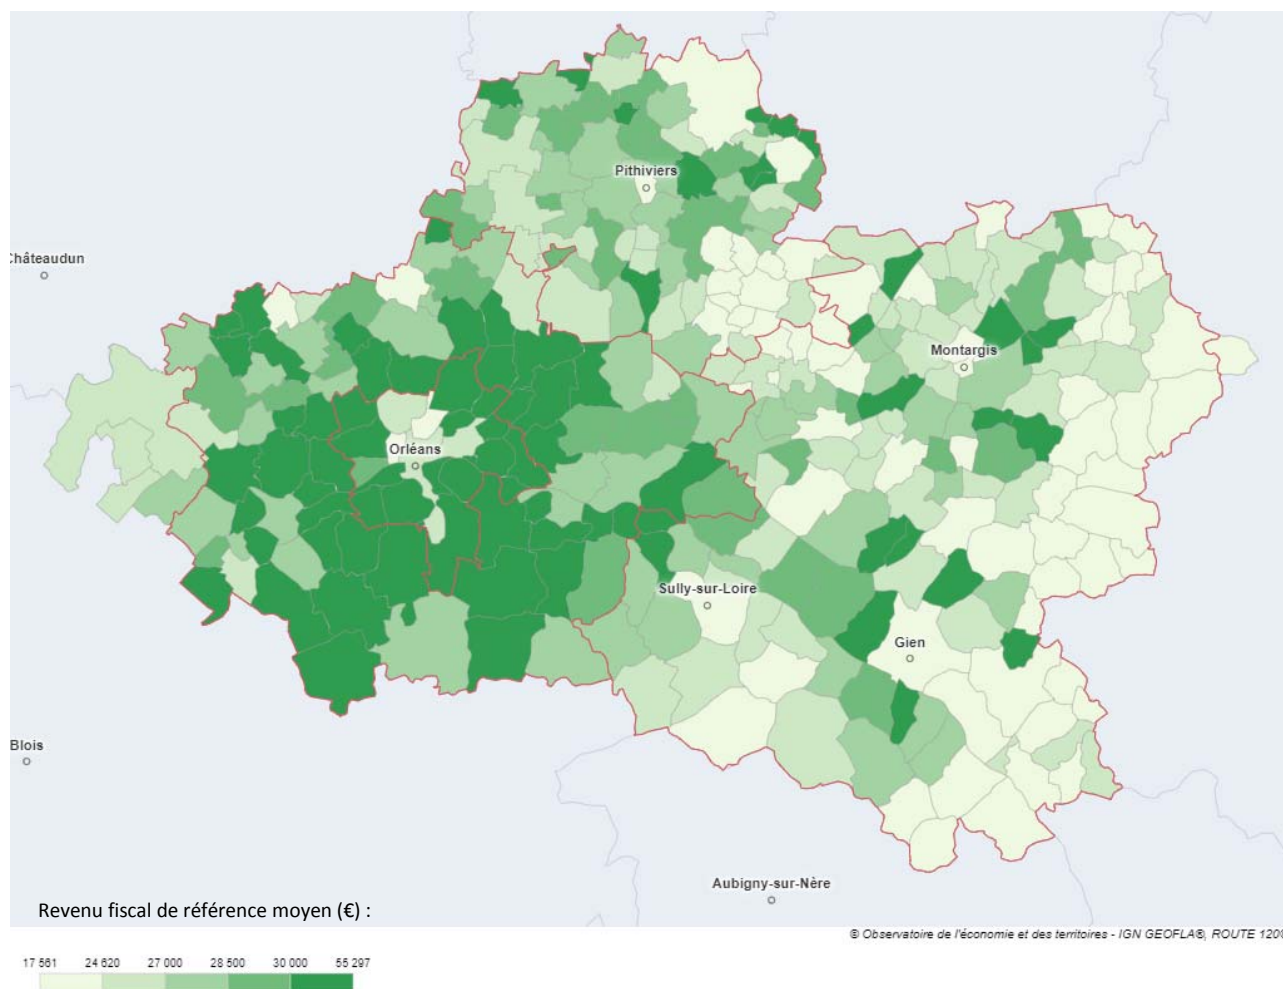 Pithiviers
Châteaudun
Montargis
Orléans
Sully-sur-Loire
Gien
Blois
Aubigny-sur-Nère
Revenu fiscal de référence moyen (€) :
© Observatoire de l'économie et des territoires - IGN GEOFLA®, ROUTE 120
17 561 24 620 27 000 28 500 30 000 55 297